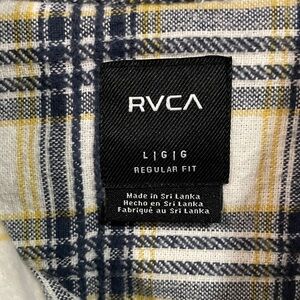 RVCA
L | G | G
REGULAR FIT
Made in Sri Lanka
Hecho en Sri Lanka
Fabriqué au Sri Lanka